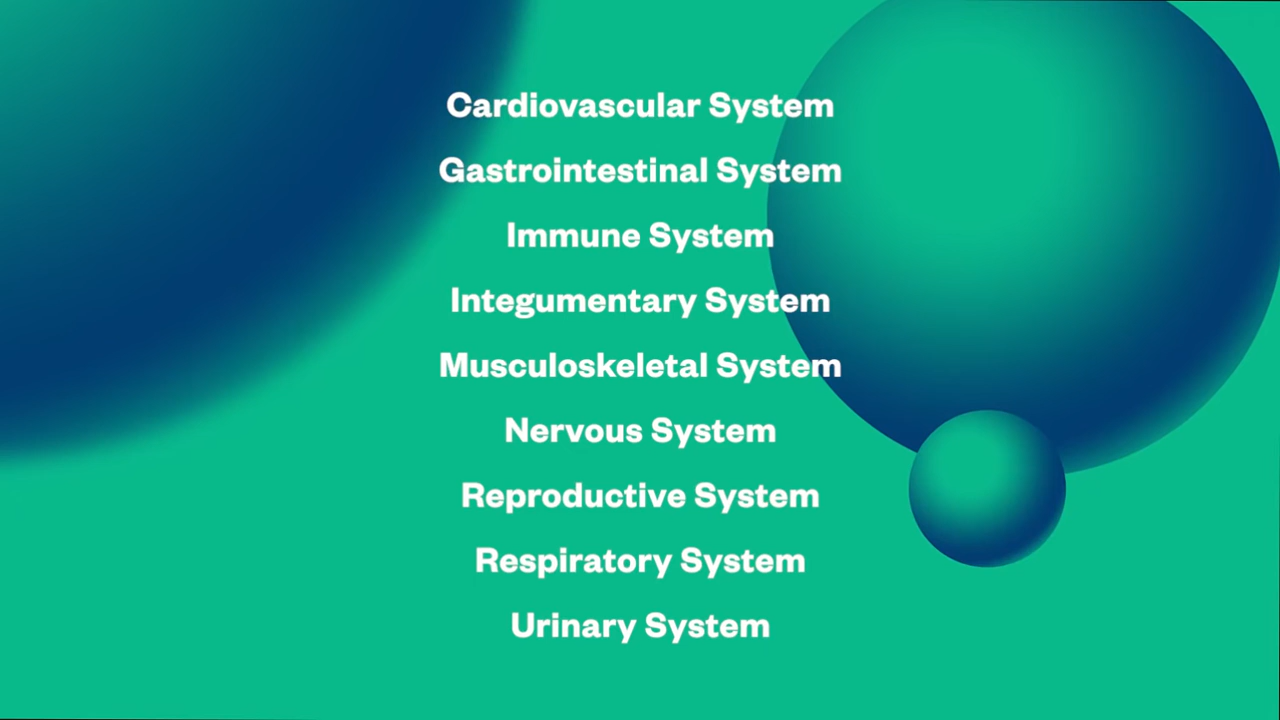 Cardiovascular System
Gastrointestinal System
Immune System
Integumentary System
Musculoskeletal System
Nervous System
Reproductive System
Respiratory System
Urinary System